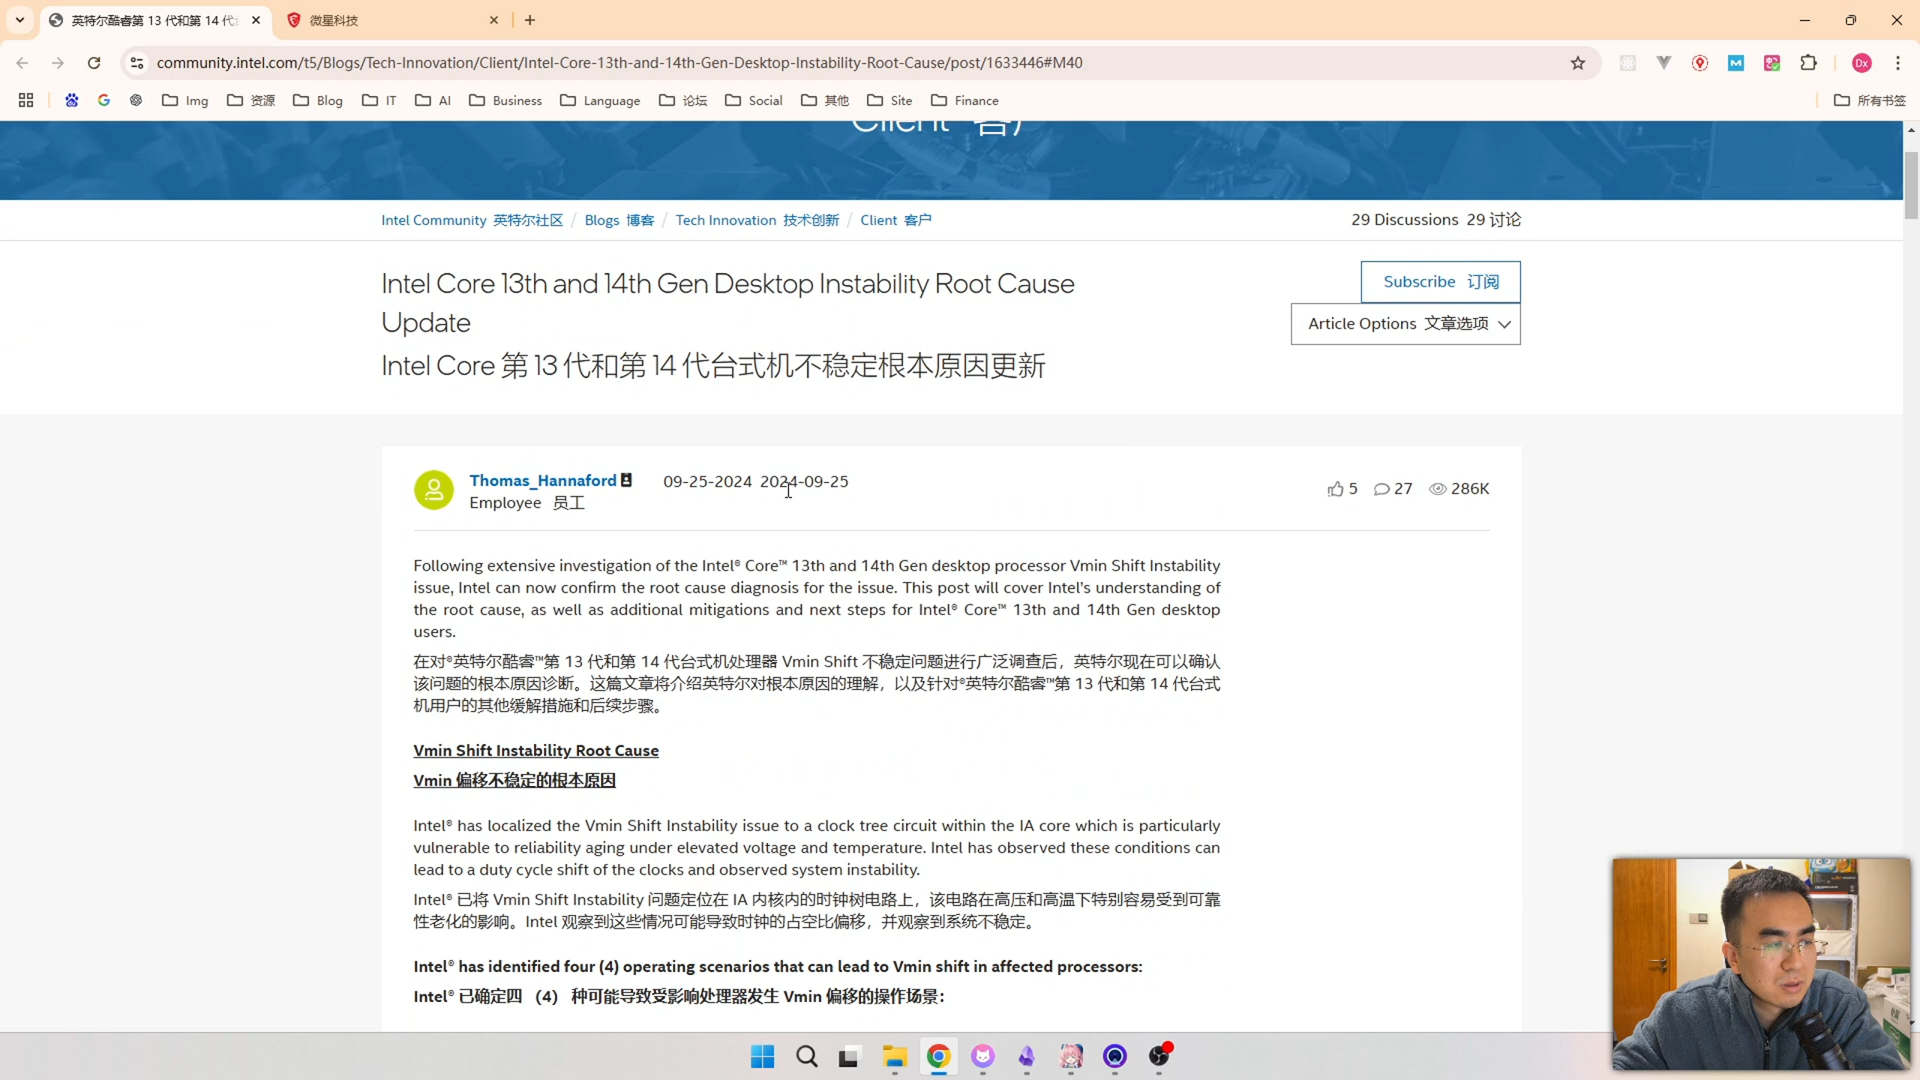 英特尔酷睿第 13 代和第 14 代
微星科技
community.intel.com/t5/Blogs/Tech-Innovation/Client/Intel-Core-13th-and-14th-Gen-Desktop-Instability-Root-Cause/post/1633446#M40
Img
资源
Blog
IT
AI
Business
Language
论坛
Social
其他
Site
Finance
所有书签
Client 客户
Intel Community 英特尔社区 / Blogs 博客 / Tech Innovation 技术创新 / Client 客户
29 Discussions 29 讨论
Intel Core 13th and 14th Gen Desktop Instability Root Cause
Update
Intel Core 第 13 代和第 14 代台式机不稳定根本原因更新
Subscribe 订阅
Article Options 文章选项
Thomas_Hannaford
Employee 员工
09-25-2024 2024-09-25
5
27
286K
Following extensive investigation of the Intel® Core™ 13th and 14th Gen desktop processor Vmin Shift Instability
issue, Intel can now confirm the root cause diagnosis for the issue. This post will cover Intel’s understanding of
the root cause, as well as additional mitigations and next steps for Intel® Core™ 13th and 14th Gen desktop
users.
在对®英特尔酷睿™第 13 代和第 14 代台式机处理器 Vmin Shift 不稳定问题进行广泛调查后，英特尔现在可以确认
该问题的根本原因诊断。这篇文章将介绍英特尔对根本原因的理解，以及针对®英特尔酷睿™第 13 代和第 14 代台式
机用户的其他缓解措施和后续步骤。
Vmin Shift Instability Root Cause
Vmin 偏移不稳定的根本原因
Intel® has localized the Vmin Shift Instability issue to a clock tree circuit within the IA core which is particularly
vulnerable to reliability aging under elevated voltage and temperature. Intel has observed these conditions can
lead to a duty cycle shift of the clocks and observed system instability.
Intel® 已将 Vmin Shift Instability 问题定位在 IA 内核内的时钟树电路上，该电路在高压和高温下特别容易受到可靠
性老化的影响。Intel 观察到这些情况可能导致时钟的占空比偏移，并观察到系统不稳定。
Intel® has identified four (4) operating scenarios that can lead to Vmin shift in affected processors:
Intel® 已确定四 （4） 种可能导致受影响处理器发生 Vmin 偏移的操作场景：